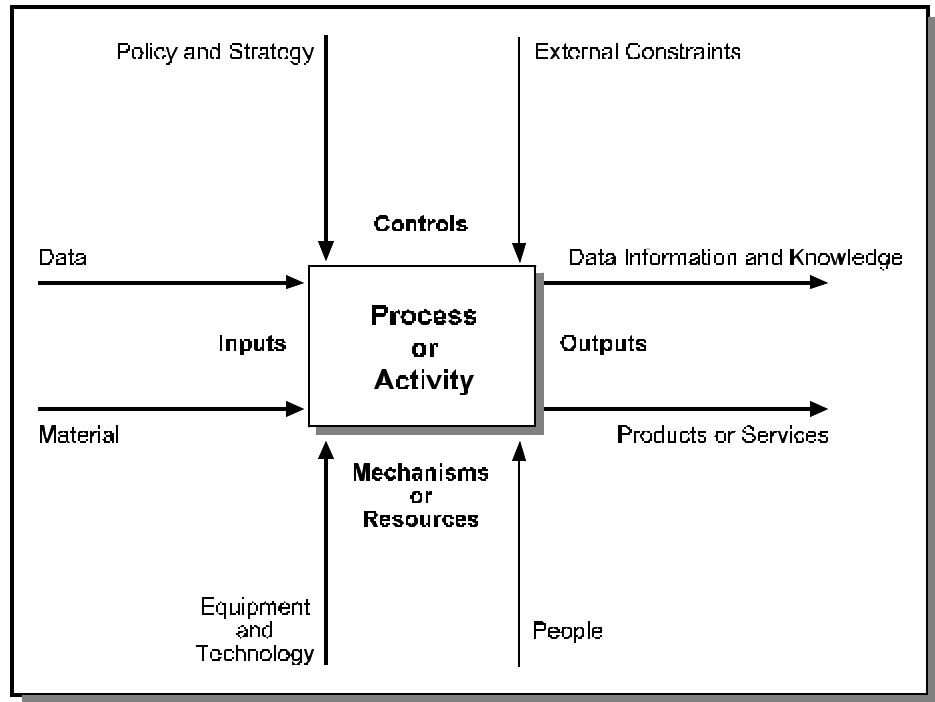 Policy and Strategy
External Constraints
Controls
Data
Data Information and Knowledge
Process
or
Activity
Inputs
Outputs
Material
Products or Services
Mechanisms
or
Resources
Equipment
and
Technology
People